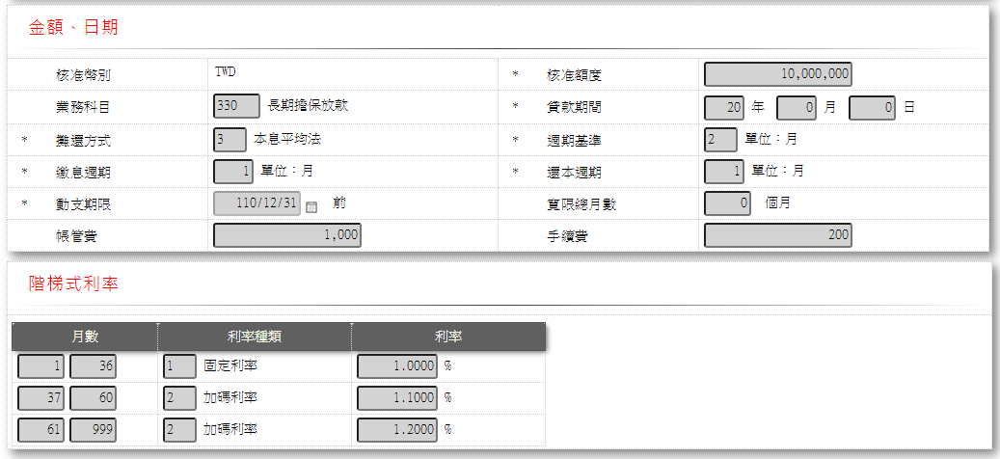 金額、日期
核准幣別 TWD * 核准額度 10,000,000
業務科目 330 長期擔保放款 * 貸款期間 20 年 0 月 0 日
* 攤還方式 3 本息平均法 * 週期基準 2 單位：月
* 繳息週期 1 單位：月 * 還本週期 1 單位：月
* 動支期限 110/12/31 前 寬限總月數 0 個月
帳管費 1,000 手續費 200
階梯式利率
月數 利率種類 利率
1 36 1 固定利率 1.0000 %
37 60 2 加碼利率 1.1000 %
61 999 2 加碼利率 1.2000 %